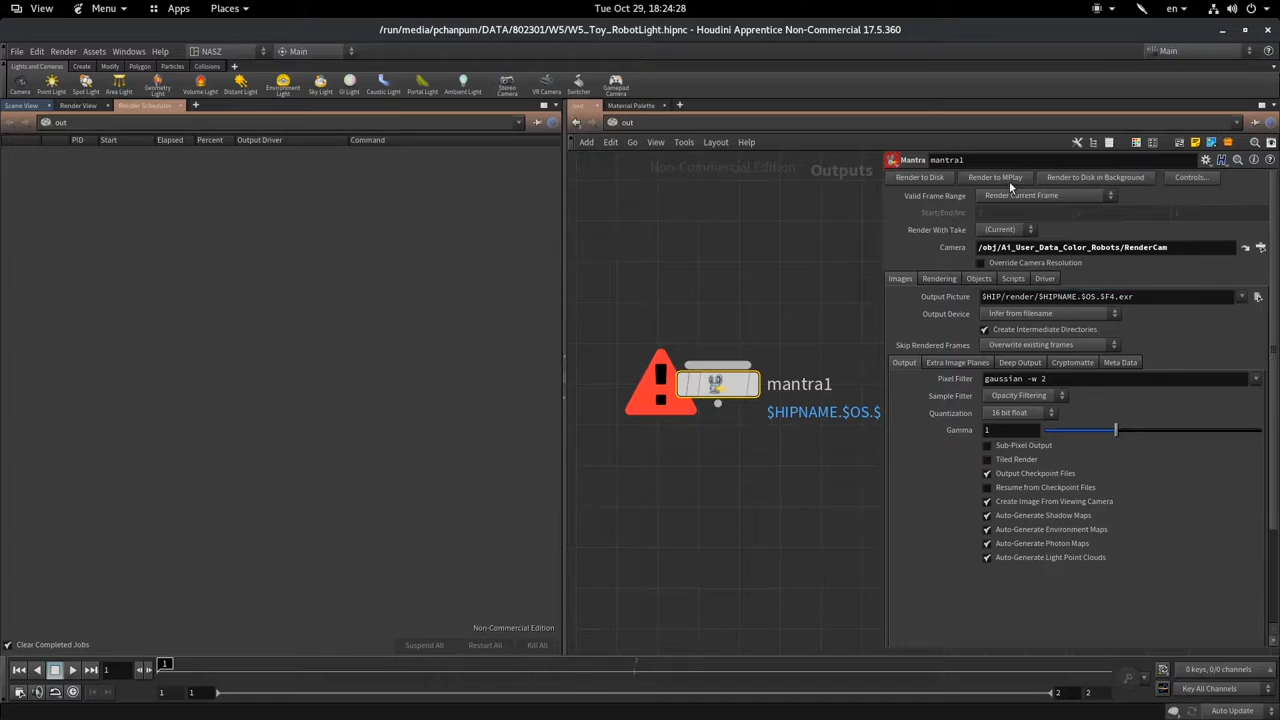 View Apps Places Tue Oct 29, 18:24:28 en
/run/media/pchanpum/DATA/802301/W5/W5_Toy_RobotLight.hipnc - Houdini Apprentice Non-Commercial 17.5.360
File Edit Render Assets Windows Help NASZ Main Main
Lights and Cameras Create Modify Polygon Particles Collisions
Camera Point Light Spot Light Area Light Geometry Light Volume Light Distant Light Environment Light Sky Light GI Light Caustic Light Portal Light Ambient Light Stereo Camera VR Camera Switcher Gamepad Camera
Scene View Render View Render Scheduler /out Material Palette
out out
PID Start Elapsed Percent Output Driver Command
Add Edit Go View Tools Layout Help
Non-Commercial Edition Outputs
Mantra mantra1
Render to Disk Render to MPlay Render to Disk in Background Controls...
Valid Frame Range Render Current Frame
Start/End/Inc 1 1
Render With Take (Current)
Camera /obj/Ai_User_Data_Color_Robots/RenderCam
Override Camera Resolution
Images Rendering Objects Scripts Driver
Output Picture $HIP/render/$HIPNAME.$OS.$F4.exr
Output Device Infer from filename
Create Intermediate Directories
Skip Rendered Frames Overwrite existing frames
Output Extra Image Planes Deep Output Cryptomatte Meta Data
Pixel Filter gaussian -w 2
Sample Filter Opacity Filtering
Quantization 16 bit float
Gamma 1
Sub-Pixel Output
Tiled Render
Output Checkpoint Files
Resume from Checkpoint Files
Create Image From Viewing Camera
Auto-Generate Shadow Maps
Auto-Generate Environment Maps
Auto-Generate Photon Maps
Auto-Generate Light Point Clouds
mantra1
$HIPNAME.$OS.$
Non-Commercial Edition
Clear Completed Jobs Suspend All Restart All Kill All
1 1 2 0 keys, 0/0 channels
1 1 2 2 Key All Channels
Auto Update